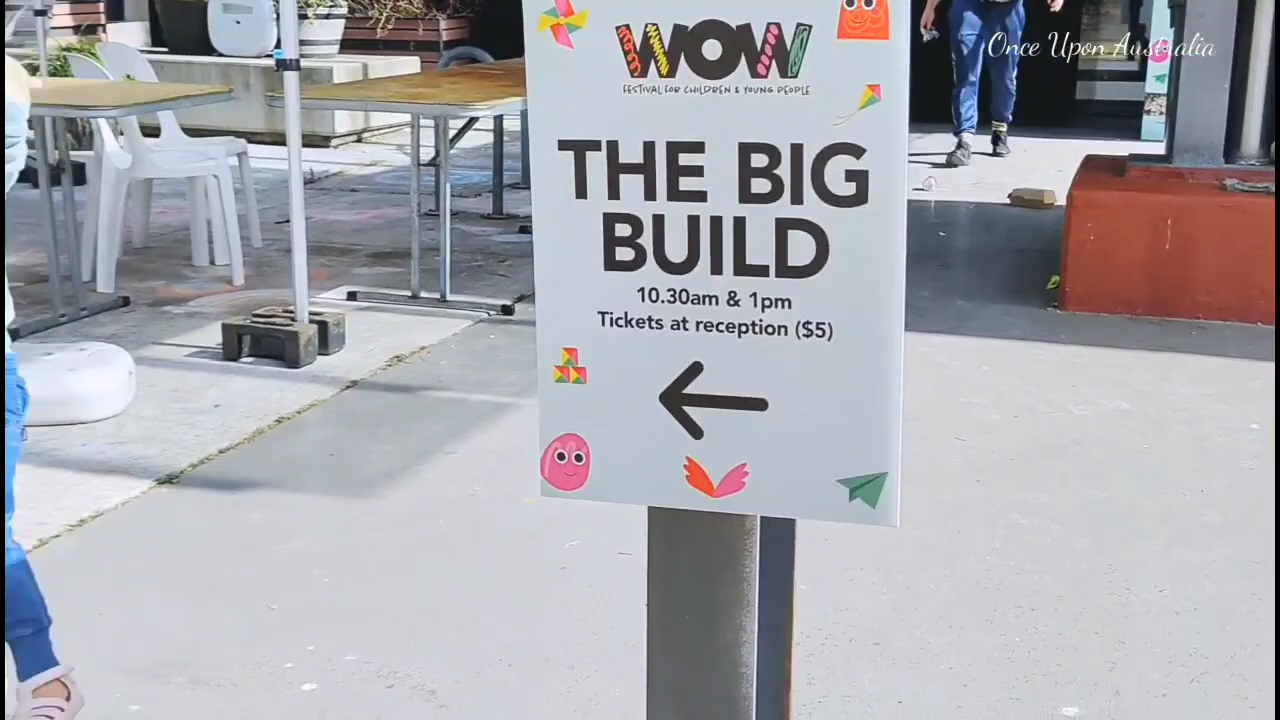 Once Upon Australia
WOW
FESTIVAL FOR CHILDREN & YOUNG PEOPLE
THE BIG
BUILD
10.30am & 1pm
Tickets at reception ($5)